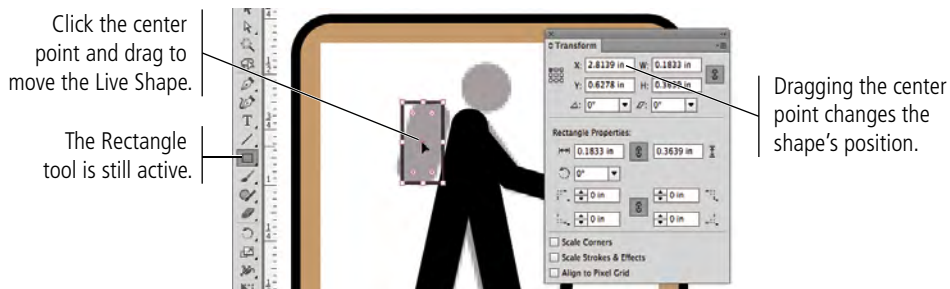 Click the center
point and drag to
move the Live Shape.
The Rectangle
tool is still active.
Transform
X: 2.8139 in W: 0.1833 in
Y: 0.6278 in H: 0.3639 in
0° 0°
Rectangle Properties:
0.1833 in 0.3639 in
0°
0 in 0 in
0 in 0 in
Scale Corners
Scale Strokes & Effects
Align to Pixel Grid
Dragging the center
point changes the
shape's position.